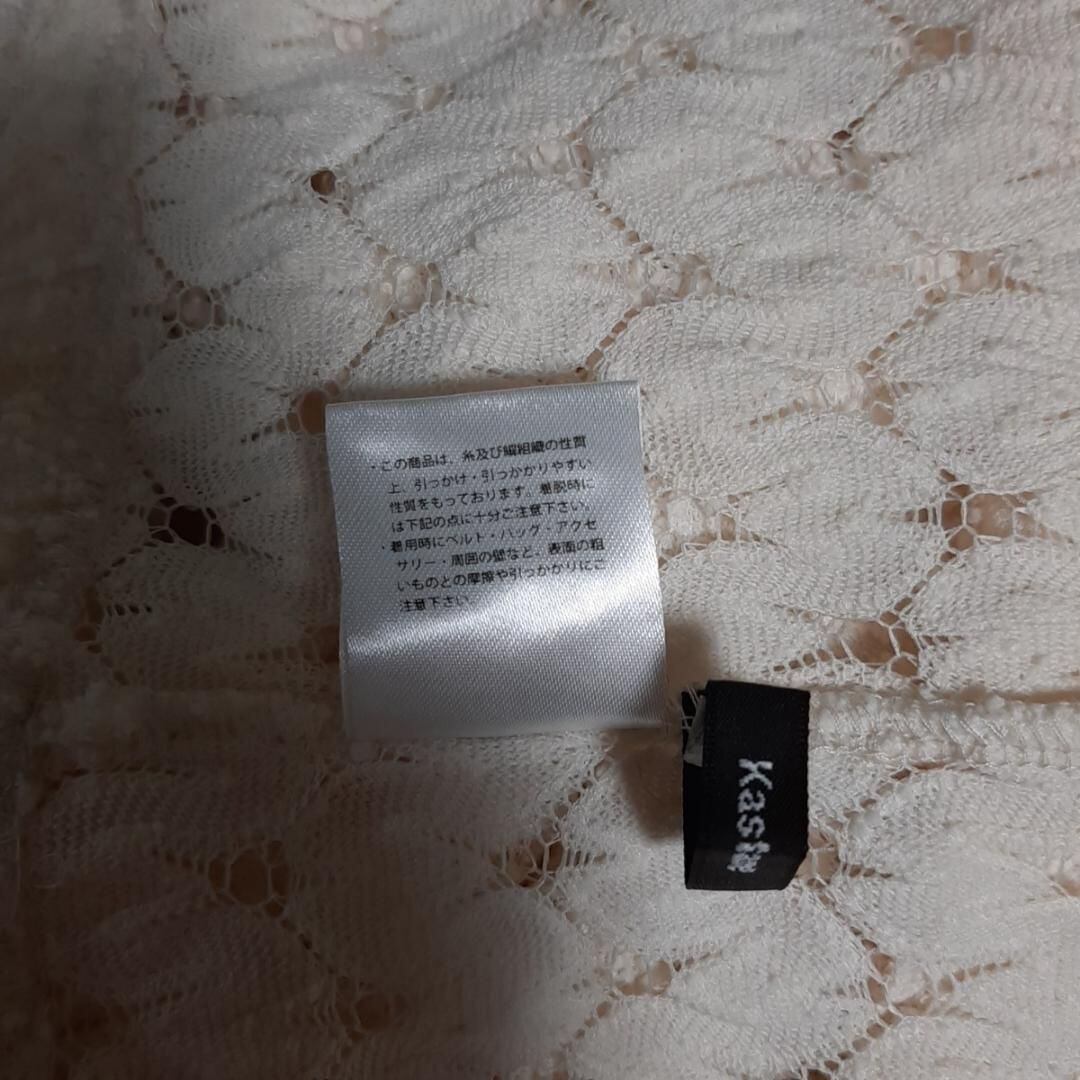 ・この商品は、糸及び編組織の性質
上、引っかけ・引っかかりやすい
性質をもっております。着脱時に
は下記の点に十分ご注意下さい。
・着用時にベルト・バッグ・アクセ
サリー・周囲の壁など、表面の粗
いものとの摩擦や引っかかりにご
注意下さい。